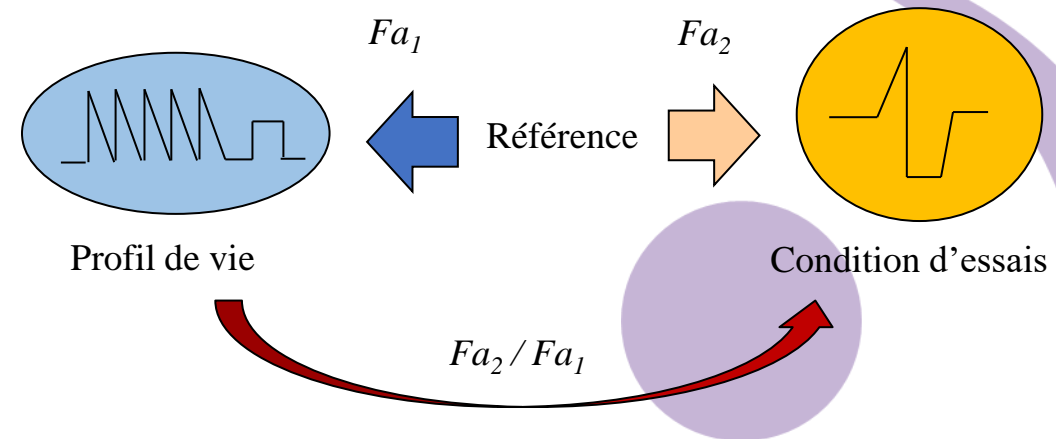 Fa₁
Fa₂
Référence
Profil de vie
Condition d’essais
Fa₂ / Fa₁